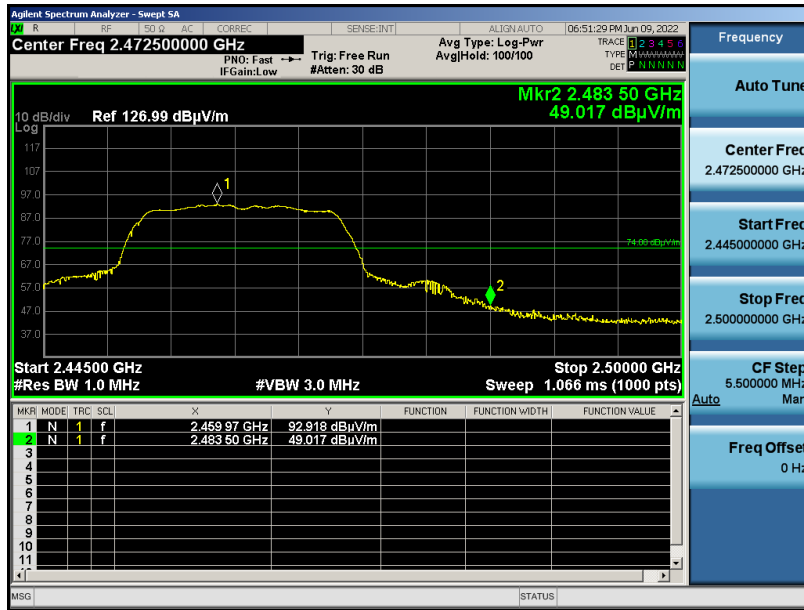 Agilent Spectrum Analyzer - Swept SA
LXI R RF 50 Ω AC CORREC SENSE:INT ALIGN AUTO 06:51:29 PM Jun 09, 2022
Center Freq 2.472500000 GHz
PNO: Fast
IFGain:Low
Trig: Free Run
#Atten: 30 dB
Avg Type: Log-Pwr
Avg|Hold: 100/100
TRACE 1 2 3 4 5 6
TYPE MWWWWW
DET P N N N N N
Mkr2 2.483 50 GHz
49.017 dBµV/m
10 dB/div Ref 126.99 dBµV/m
Log
117
107
97.0
87.0
77.0
67.0
57.0
47.0
37.0
1
74.00 dBµV/m
2
Start 2.44500 GHz Stop 2.50000 GHz
#Res BW 1.0 MHz #VBW 3.0 MHz Sweep 1.066 ms (1000 pts)
MKR MODE TRC SCL X Y FUNCTION FUNCTION WIDTH FUNCTION VALUE
1 N 1 f 2.459 97 GHz 92.918 dBµV/m
2 N 1 f 2.483 50 GHz 49.017 dBµV/m
3
4
5
6
7
8
9
10
11
MSG STATUS
Frequency
Auto Tune
Center Freq
2.472500000 GHz
Start Freq
2.445000000 GHz
Stop Freq
2.500000000 GHz
CF Step
5.500000 MHz
Auto Man
Freq Offset
0 Hz